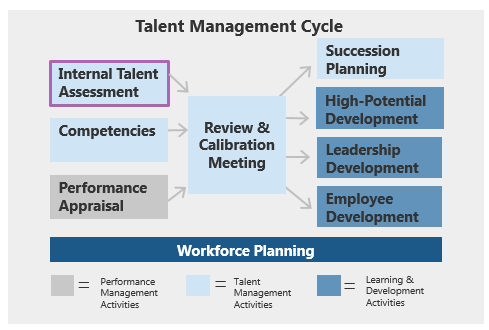 Talent Management Cycle
Internal Talent
Assessment
Competencies
Performance
Appraisal
Review &
Calibration
Meeting
Succession
Planning
High-Potential
Development
Leadership
Development
Employee
Development
Workforce Planning
= Performance
Management
Activities
= Talent
Management
Activities
= Learning &
Development
Activities